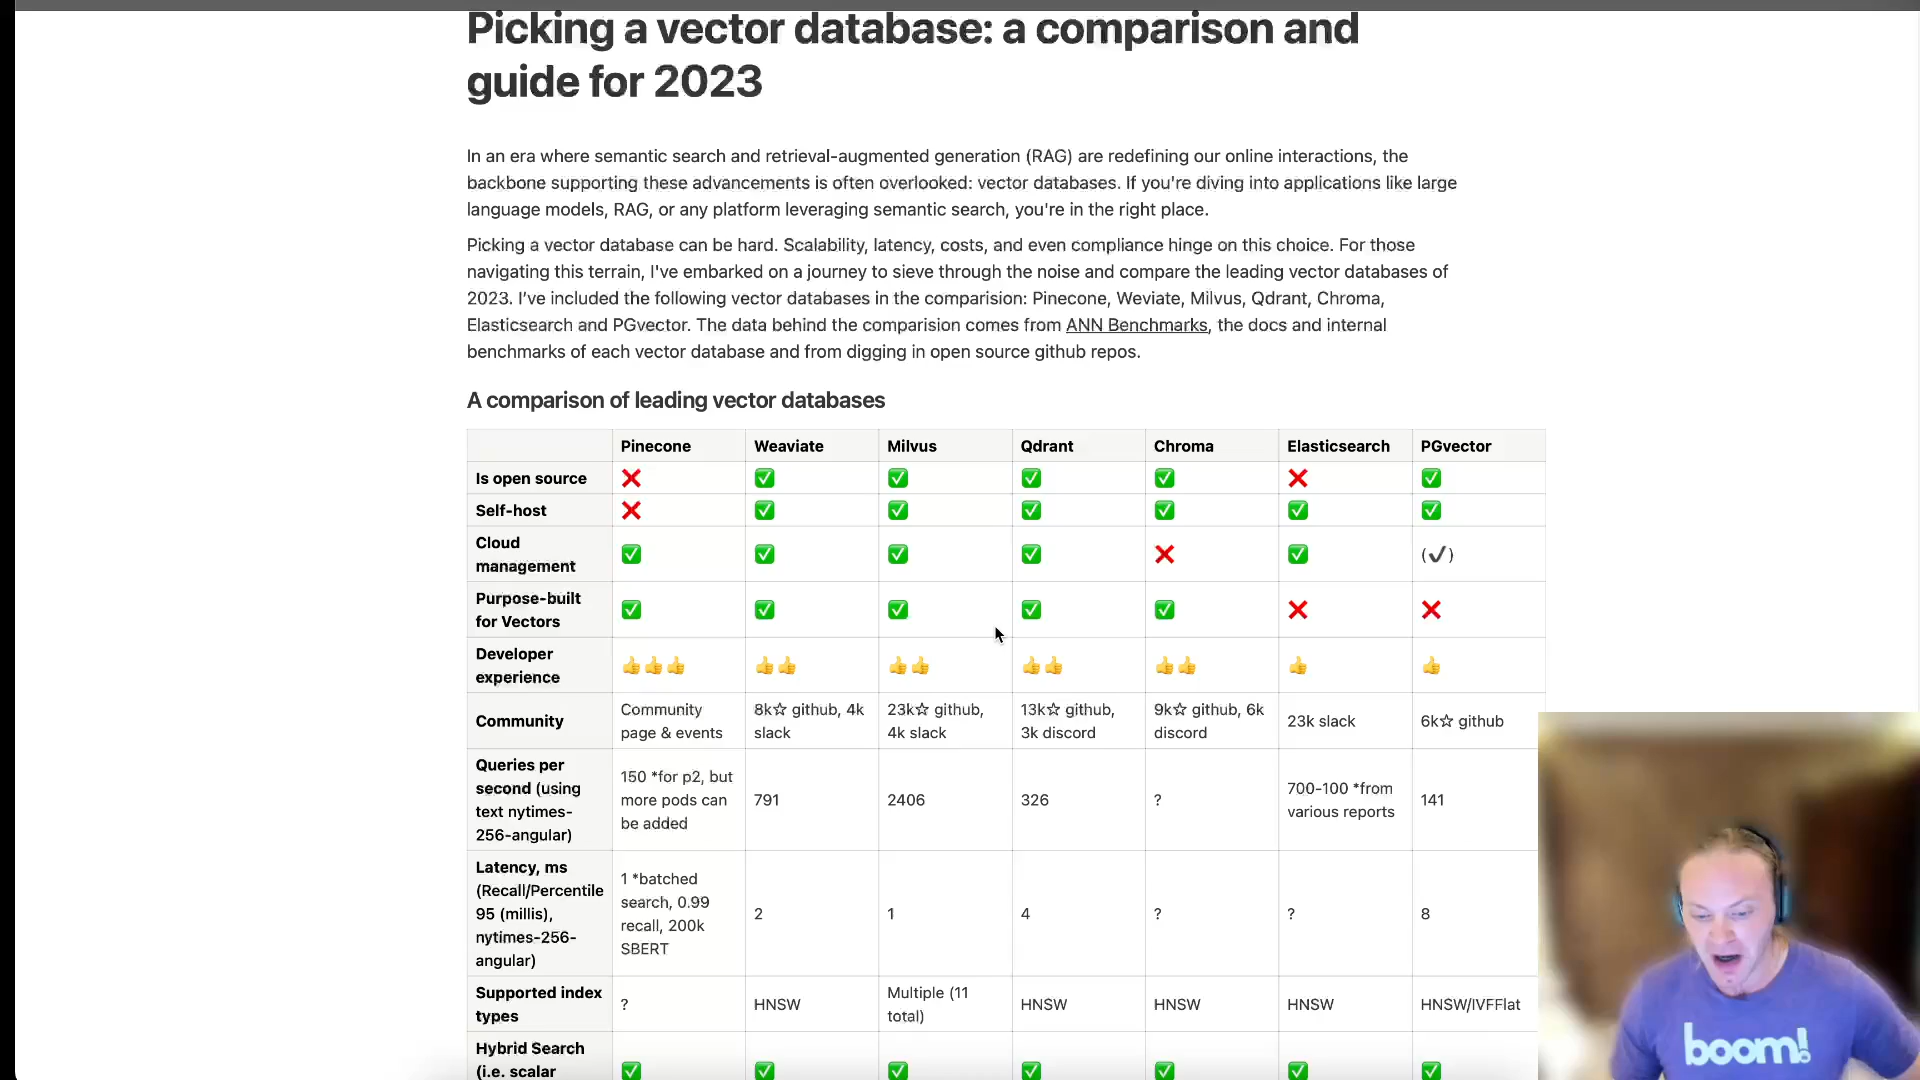 Picking a vector database: a comparison and
guide for 2023
In an era where semantic search and retrieval-augmented generation (RAG) are redefining our online interactions, the
backbone supporting these advancements is often overlooked: vector databases. If you're diving into applications like large
language models, RAG, or any platform leveraging semantic search, you're in the right place.
Picking a vector database can be hard. Scalability, latency, costs, and even compliance hinge on this choice. For those
navigating this terrain, I've embarked on a journey to sieve through the noise and compare the leading vector databases of
2023. I've included the following vector databases in the comparision: Pinecone, Weviate, Milvus, Qdrant, Chroma,
Elasticsearch and PGvector. The data behind the comparision comes from ANN Benchmarks, the docs and internal
benchmarks of each vector database and from digging in open source github repos.
A comparison of leading vector databases
Pinecone Weaviate Milvus Qdrant Chroma Elasticsearch PGvector
Is open source ❌ ✅ ✅ ✅ ✅ ❌ ✅
Self-host ❌ ✅ ✅ ✅ ✅ ✅ ✅
Cloud
management ✅ ✅ ✅ ✅ ❌ ✅ (✔️)
Purpose-built
for Vectors ✅ ✅ ✅ ✅ ✅ ❌ ❌
Developer
experience 👍👍👍 👍👍 👍👍 👍👍 👍👍 👍 👍
Community
Community
page & events
8k☆ github, 4k
slack
23k☆ github,
4k slack
13k☆ github,
3k discord
9k☆ github, 6k
discord
23k slack
6k☆ github
Queries per
second (using
text nytimes-
256-angular)
150 *for p2, but
more pods can
be added
791
2406
326
?
700-100 *from
various reports
141
Latency, ms
(Recall/Percentile
95 (millis),
nytimes-256-
angular)
1 *batched
search, 0.99
recall, 200k
SBERT
2
1
4
?
?
8
Supported index
types
?
HNSW
Multiple (11
total)
HNSW
HNSW
HNSW
HNSW/IVFFlat
Hybrid Search
(i.e. scalar ✅ ✅ ✅ ✅ ✅ ✅ ✅
boom!